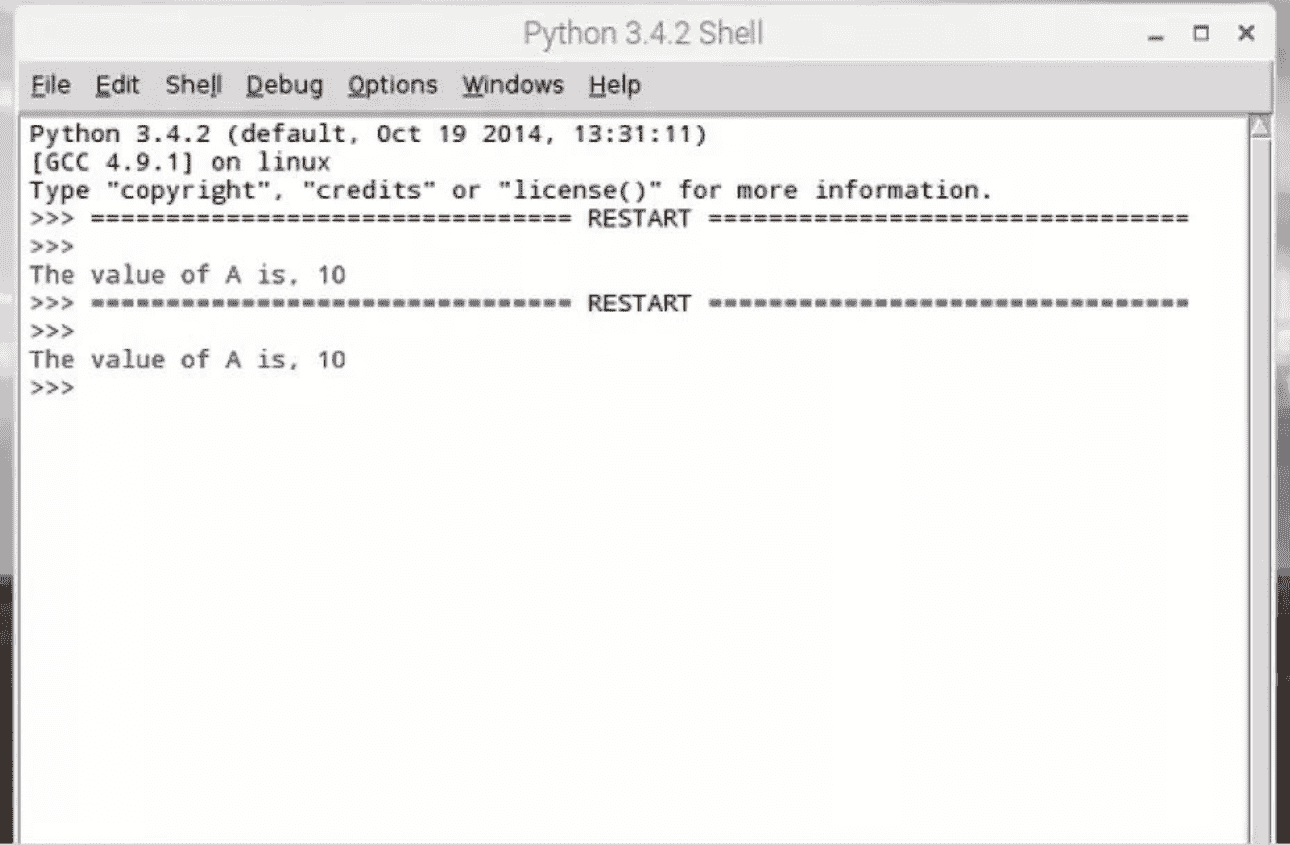 Python 3.4.2 Shell
File Edit Shell Debug Options Windows Help
Python 3.4.2 (default, Oct 19 2014, 13:31:11)
[GCC 4.9.1] on linux
Type "copyright", "credits" or "license()" for more information.
>>> ================================ RESTART ================================
>>>
The value of A is, 10
>>> ================================ RESTART ================================
>>>
The value of A is, 10
>>>